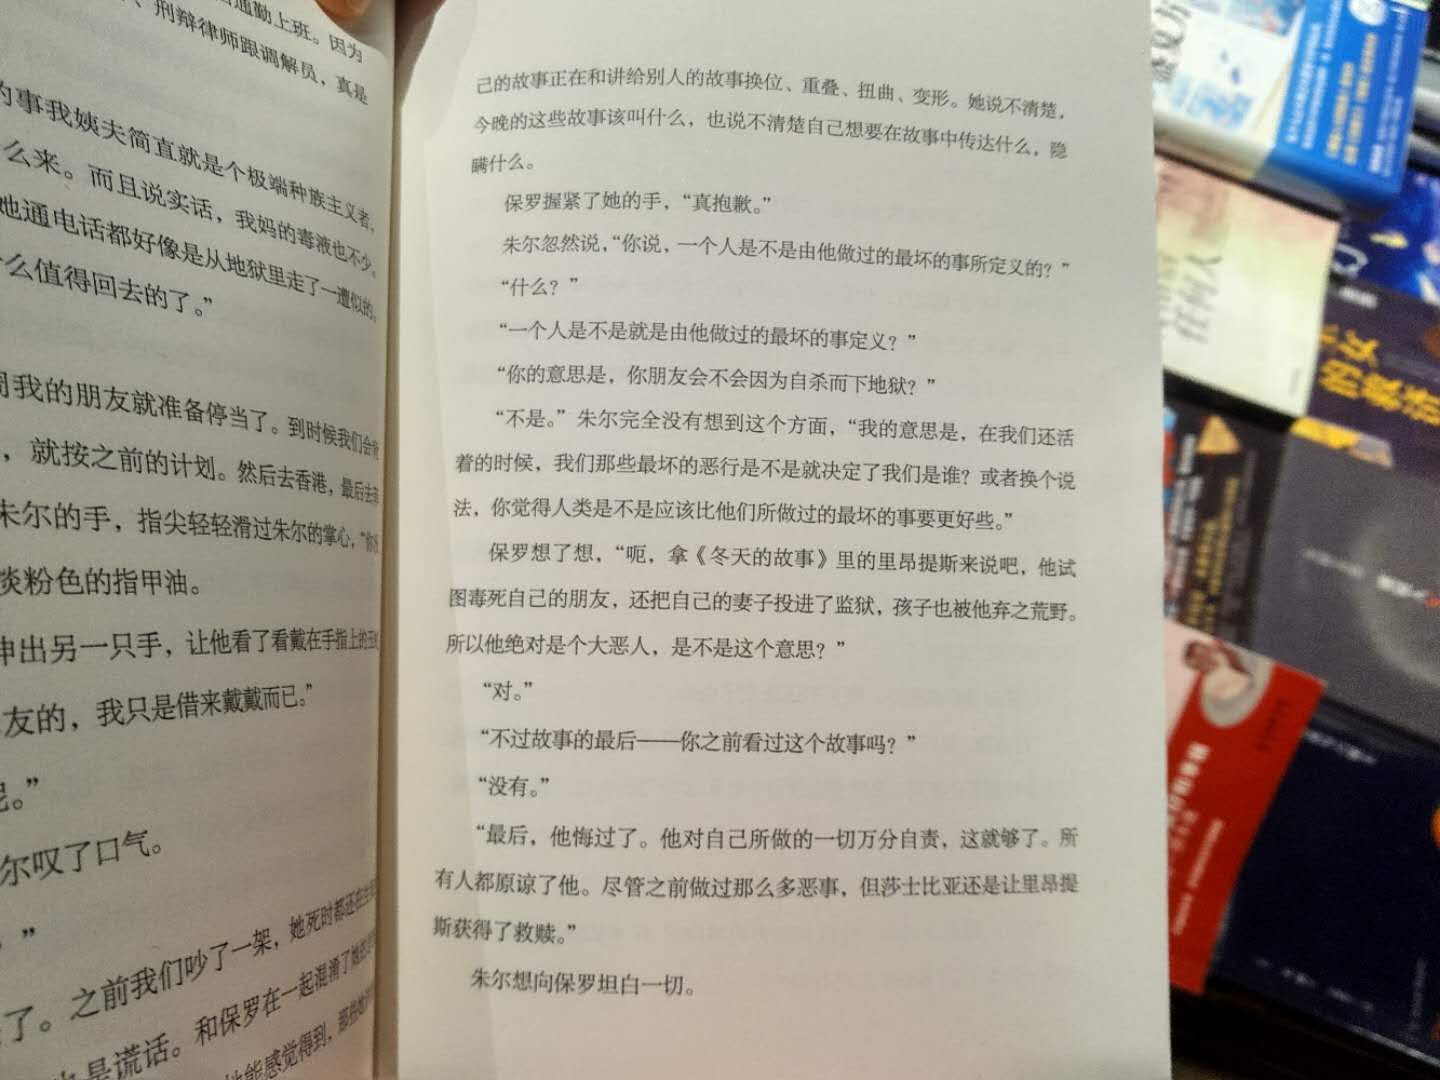 通勤上班。因为
、刑辩律师跟调解员，真是
的事我姨夫简直就是个极端种族主义者，
么来。而且说实话，我妈的毒液也不少。
她通电话都好像是从地狱里走了一遭似的。
什么值得回去的了。”
周我的朋友就准备停当了。到时候我们会
，就按之前的计划。然后去香港，最后去
朱尔的手，指尖轻轻滑过朱尔的掌心，“
淡粉色的指甲油。
伸出另一只手，让他看了看戴在手指上的玉
友的，我只是借来戴戴而已。”
呢。”
尔叹了口气。
”
了。之前我们吵了一架，她死时都还在
是谎话。和保罗在一起混淆了她的
能感觉得到，那些
己的故事正在和讲给别人的故事换位、重叠、扭曲、变形。她说不清楚，
今晚的这些故事该叫什么，也说不清楚自己想要在故事中传达什么，隐
瞒什么。
保罗握紧了她的手，“真抱歉。”
朱尔忽然说，“你说，一个人是不是由他做过的最坏的事所定义的？”
“什么？”
“一个人是不是就是由他做过的最坏的事定义？”
“你的意思是，你朋友会不会因为自杀而下地狱？”
“不是。”朱尔完全没有想到这个方面，“我的意思是，在我们还活
着的时候，我们那些最坏的恶行是不是就决定了我们是谁？或者换个说
法，你觉得人类是不是应该比他们所做过的最坏的事要更好些。”
保罗想了想，“呃，拿《冬天的故事》里的里昂提斯来说吧，他试
图毒死自己的朋友，还把自己的妻子投进了监狱，孩子也被他弃之荒野。
所以他绝对是个大恶人，是不是这个意思？”
“对。”
“不过故事的最后——你之前看过这个故事吗？”
“没有。”
“最后，他悔过了。他对自己所做的一切万分自责，这就够了。所
有人都原谅了他。尽管之前做过那么多恶事，但莎士比亚还是让里昂提
斯获得了救赎。”
朱尔想向保罗坦白一切。
任何人